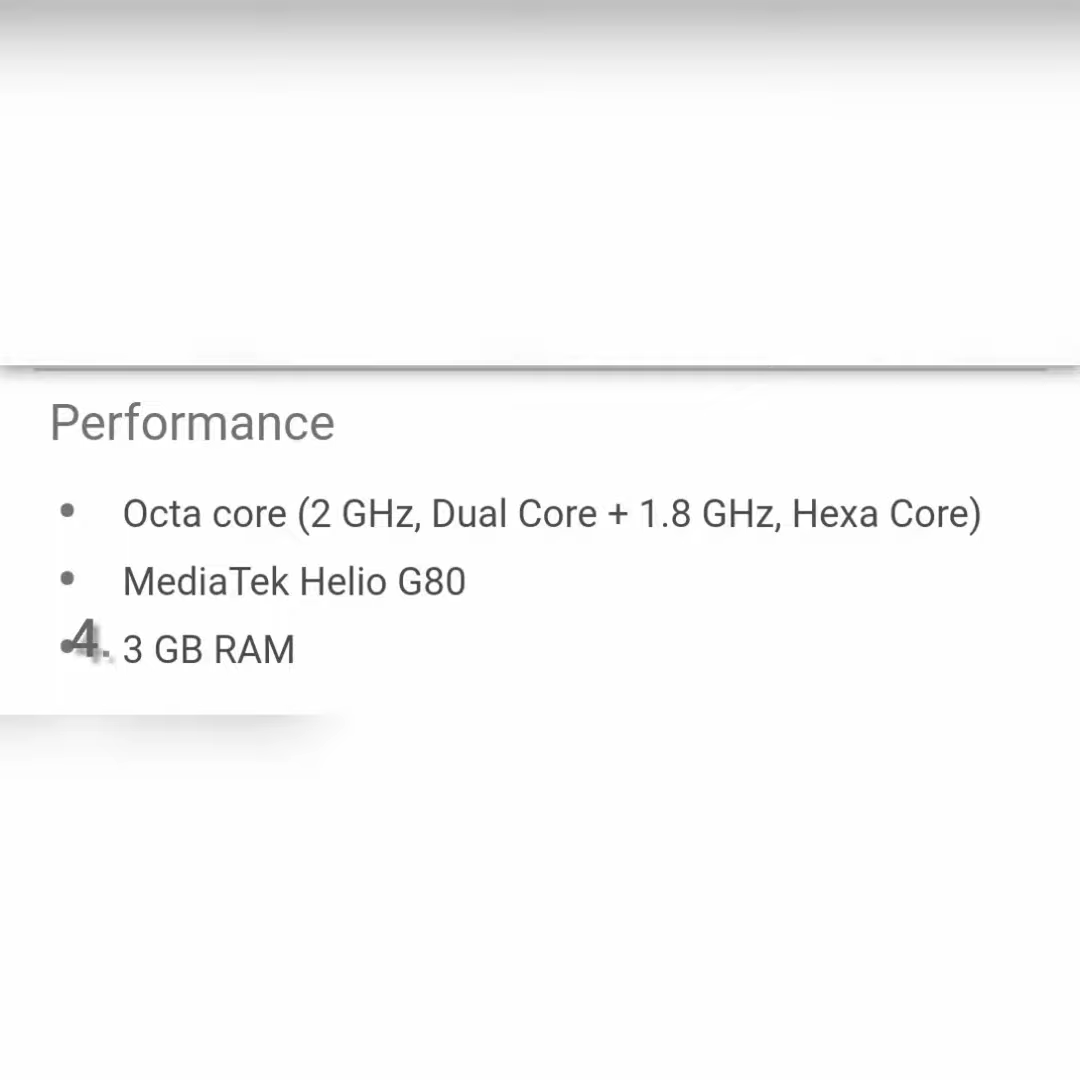 Performance
• Octa core (2 GHz, Dual Core + 1.8 GHz, Hexa Core)
• MediaTek Helio G80
• 4. 3 GB RAM